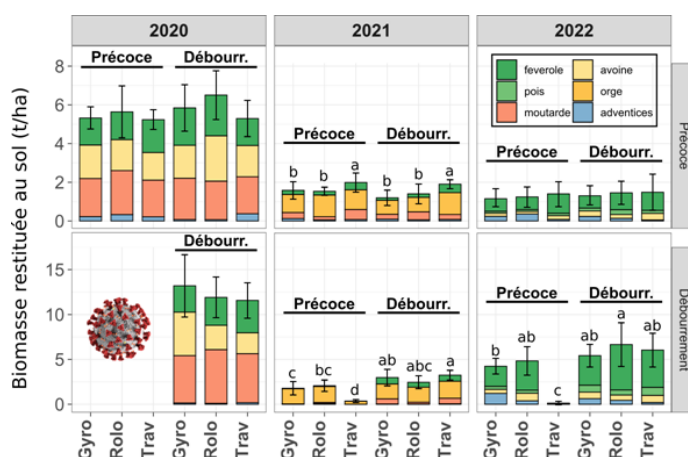 2020 2021 2022
Biomasse restituée au sol (t/ha)
8
6
4
2
0
Précoce Débourr.
Précoce Débourr.
b b a b b a
feverole avoine
pois orge
moutarde adventices
Précoce Débourr.
Précoce
15
10
5
0
Débourr.
Précoce Débourr.
c bc d ab abc a
Précoce Débourr.
b a c ab a ab
Débourrement
Gyro Rolo Trav Gyro Rolo Trav
Gyro Rolo Trav Gyro Rolo Trav
Gyro Rolo Trav Gyro Rolo Trav